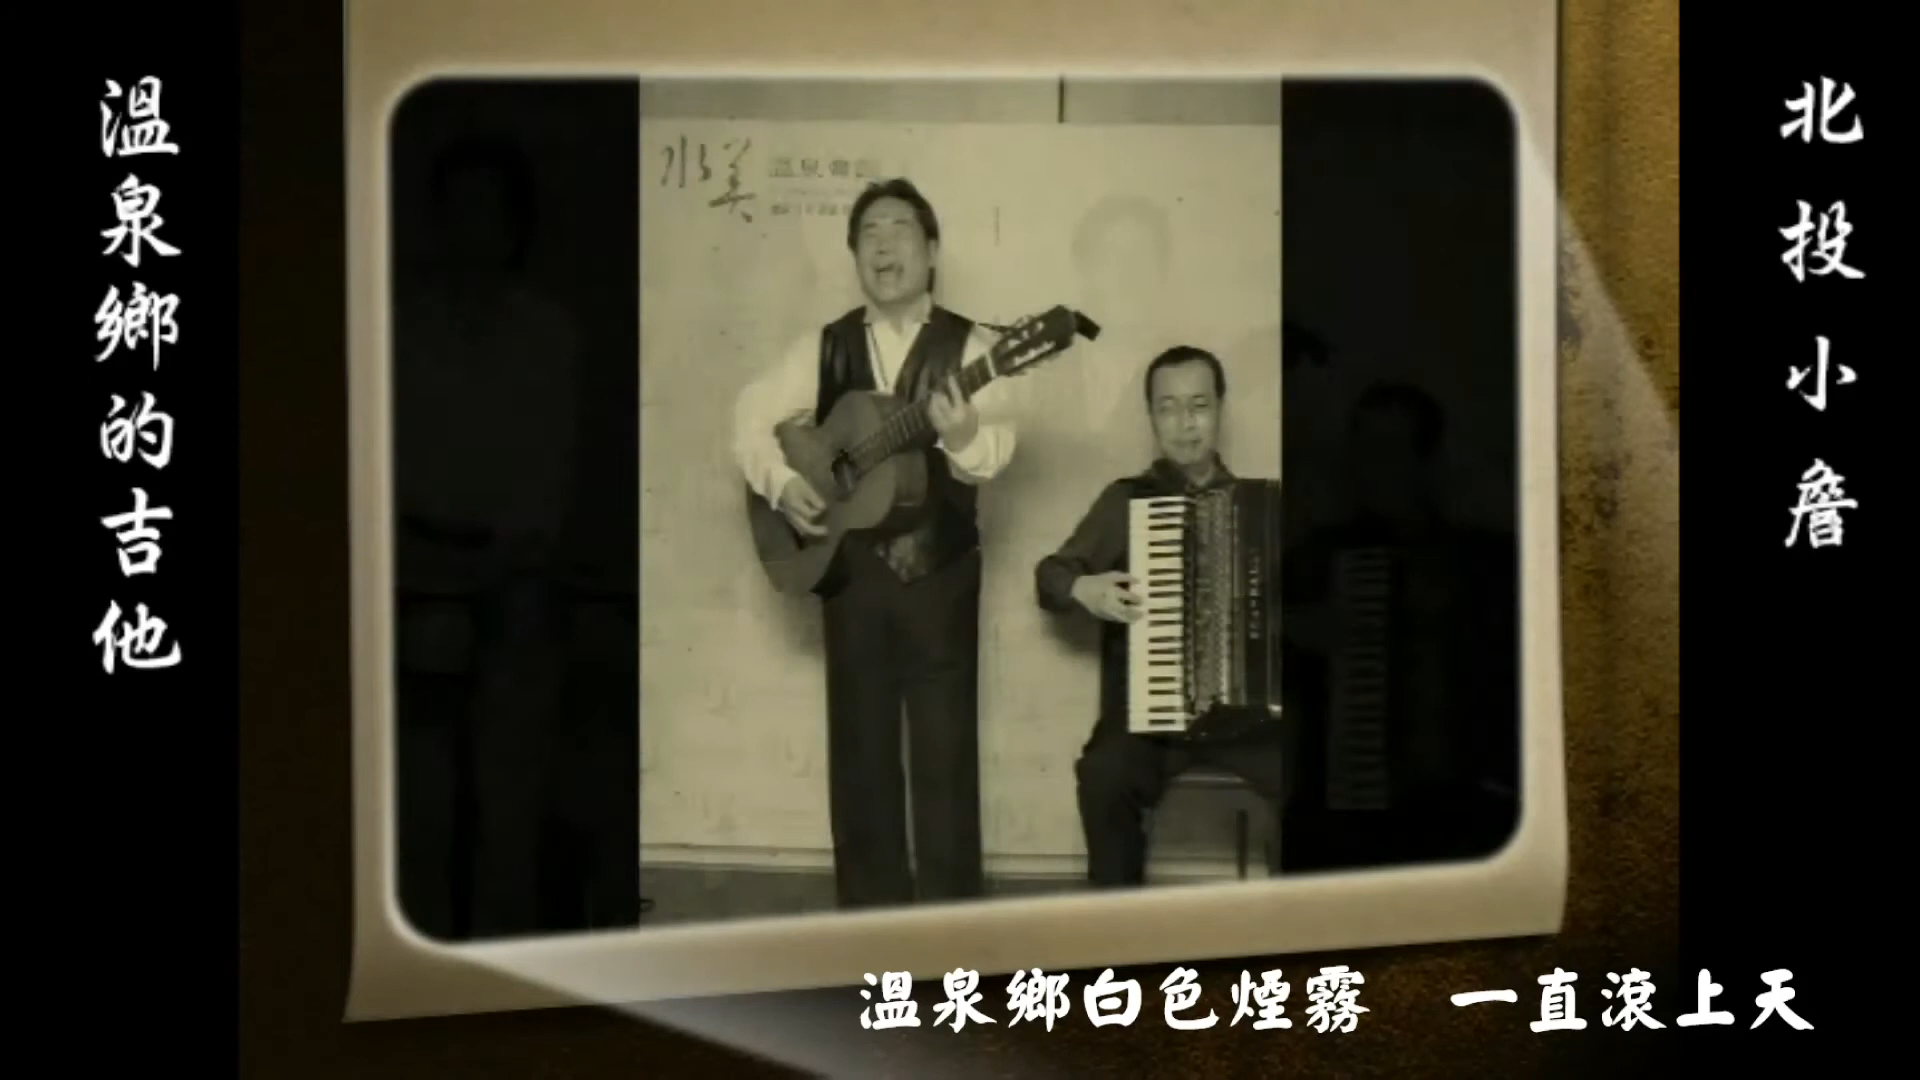 溫泉鄉的吉他
北投小詹
水美 溫泉會館
溫泉鄉白色煙霧　一直滾上天